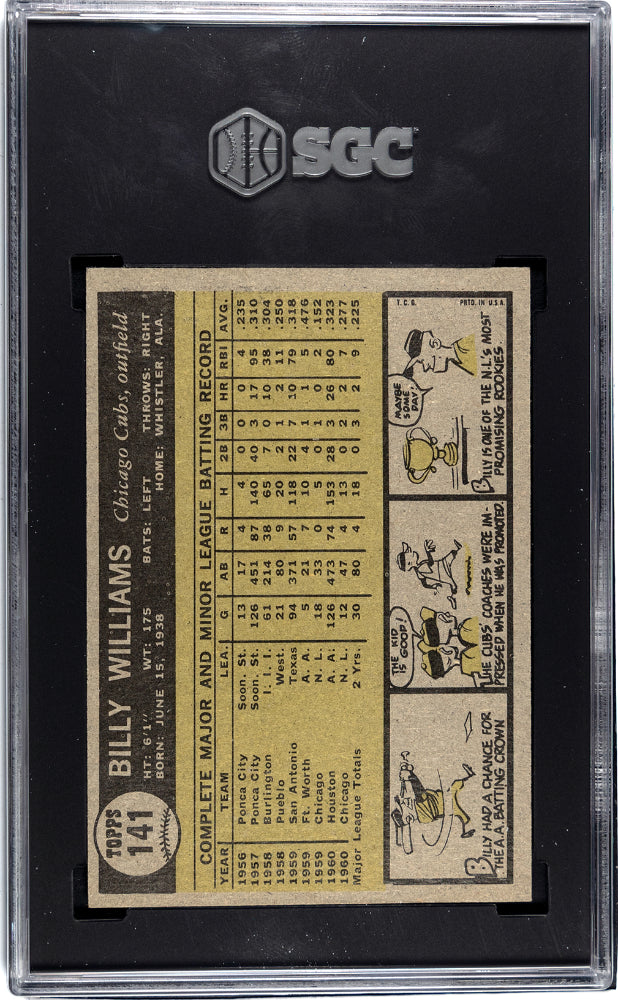 SGC
TOPPS
141
BILLY WILLIAMS Chicago Cubs, outfield
HT: 6'1" WT: 175 BATS: LEFT THROWS: RIGHT
BORN: JUNE 15, 1938 HOME: WHISTLER, ALA.
COMPLETE MAJOR AND MINOR LEAGUE BATTING RECORD
YEAR TEAM LEA. G AB R H 2B 3B HR RBI AVG.
1956 Ponca City Soon. St. 13 17 4 4 0 0 0 4 .235
1957 Ponca City Soon. St. 126 451 87 140 40 3 17 95 .310
1958 Burlington I. I. I. 61 214 38 65 7 0 10 38 .304
1958 Pueblo West. 21 80 9 20 2 1 2 11 .250
1959 San Antonio Texas 94 371 57 118 22 7 10 79 .318
1959 Ft. Worth A. A. 5 21 7 10 4 1 1 5 .476
1959 Chicago N. L. 18 33 0 5 0 1 0 2 .152
1960 Houston A. A. 126 473 74 153 28 3 26 80 .323
1960 Chicago N. L. 12 47 4 13 0 2 2 7 .277
Major League Totals 2 Yrs. 30 80 4 18 0 3 2 9 .225
BILLY HAD A CHANCE FOR
THE A.A. BATTING CROWN
THE KID
IS GOOD!
THE CUBS' COACHES WERE IM-
PRESSED WHEN HE WAS PROMOTED.
T.C.G. PRTD. IN U.S.A.
MAYBE
SOME
DAY.
BILLY IS ONE OF THE N.L.'S MOST
PROMISING ROOKIES